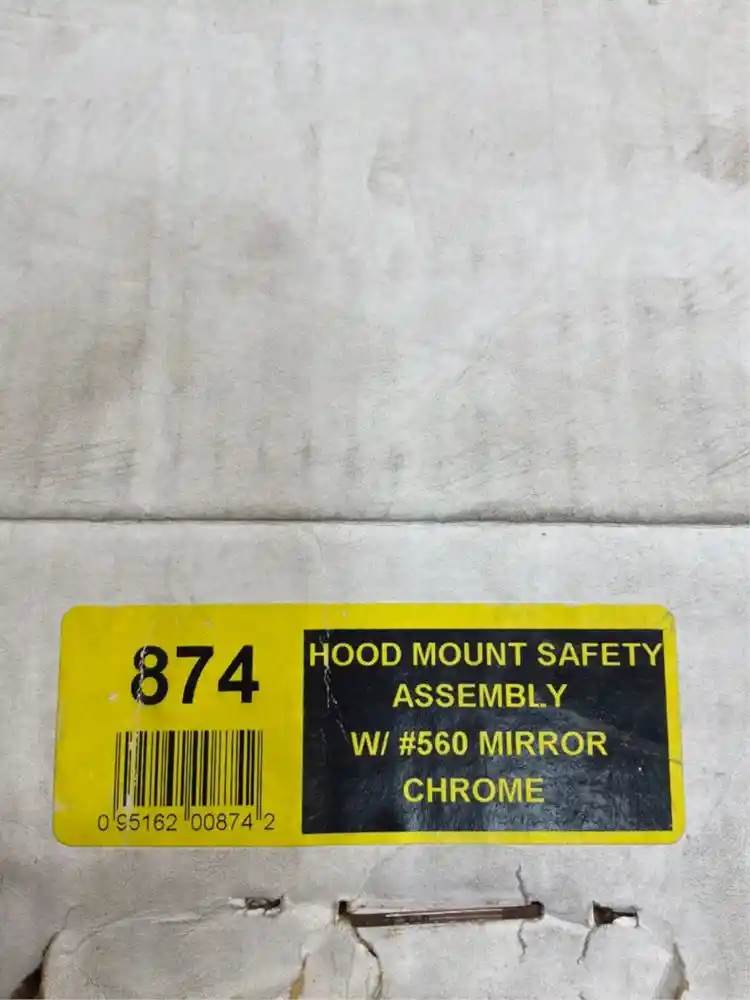 874
0 95162 00874 2
HOOD MOUNT SAFETY
ASSEMBLY
W/ #560 MIRROR
CHROME